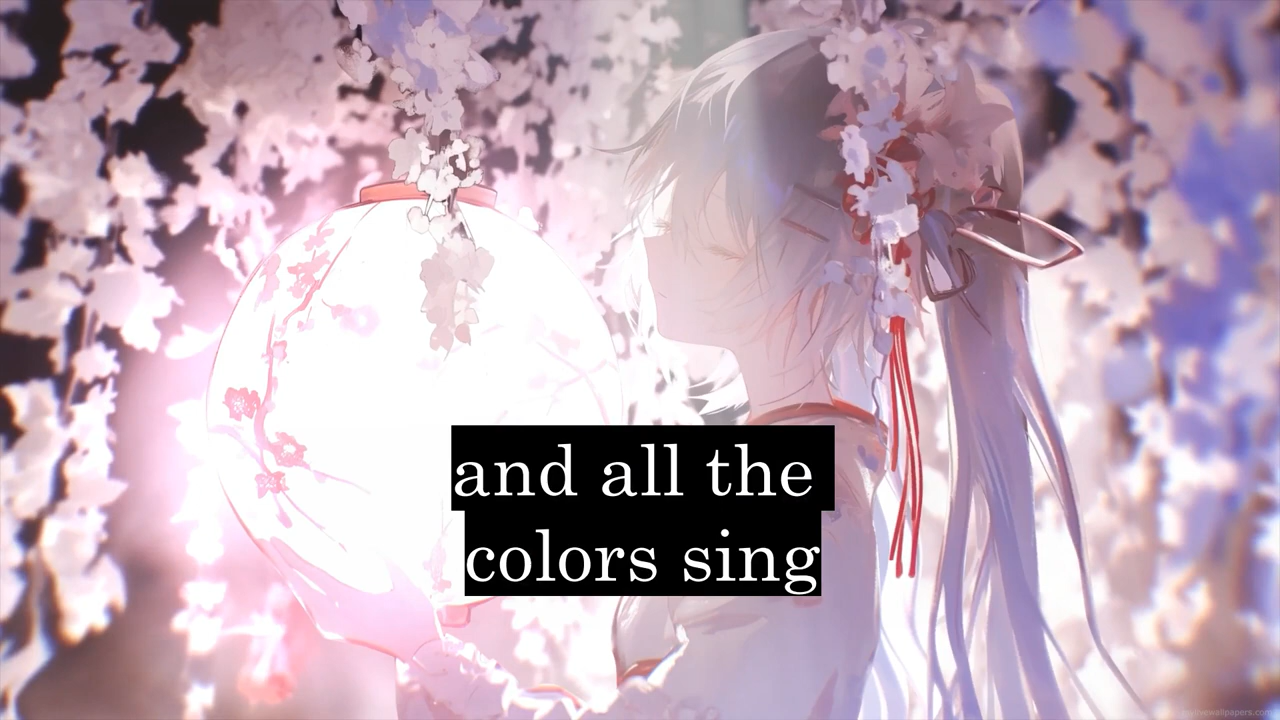 and all the
colors sing